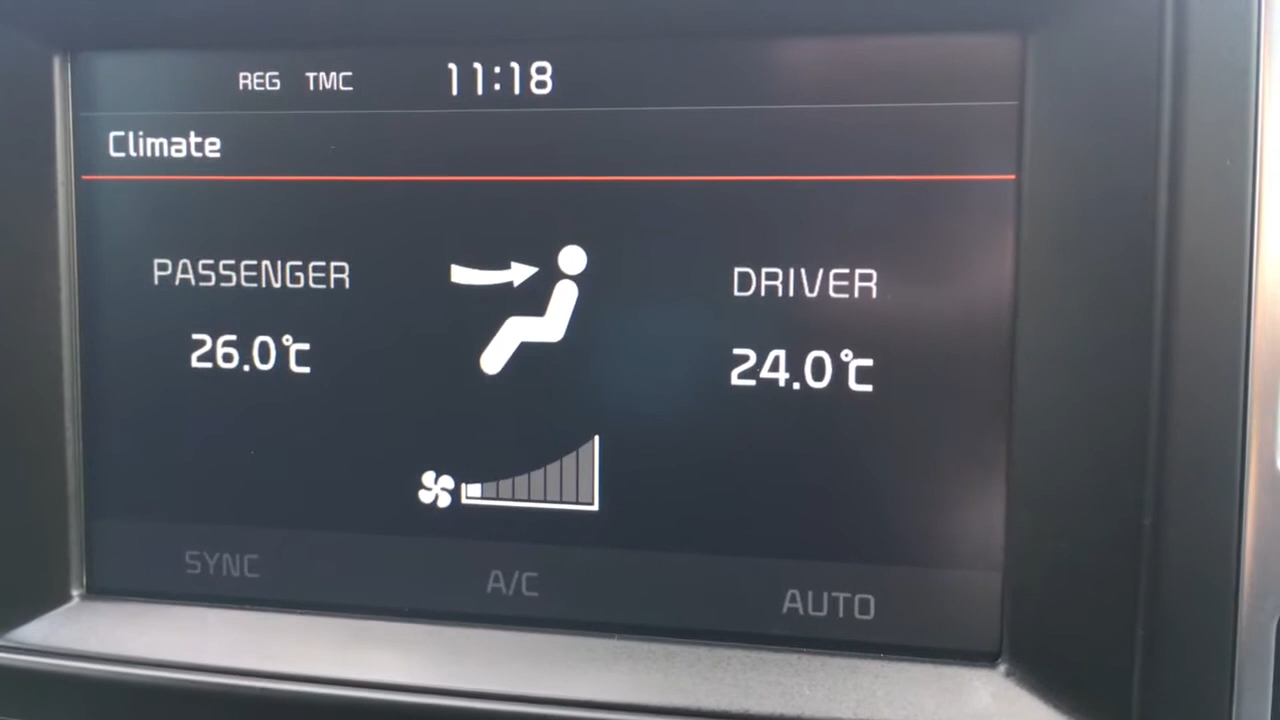 REG TMC 11:18
Climate
PASSENGER
DRIVER
26.0℃
24.0℃
SYNC
A/C
AUTO